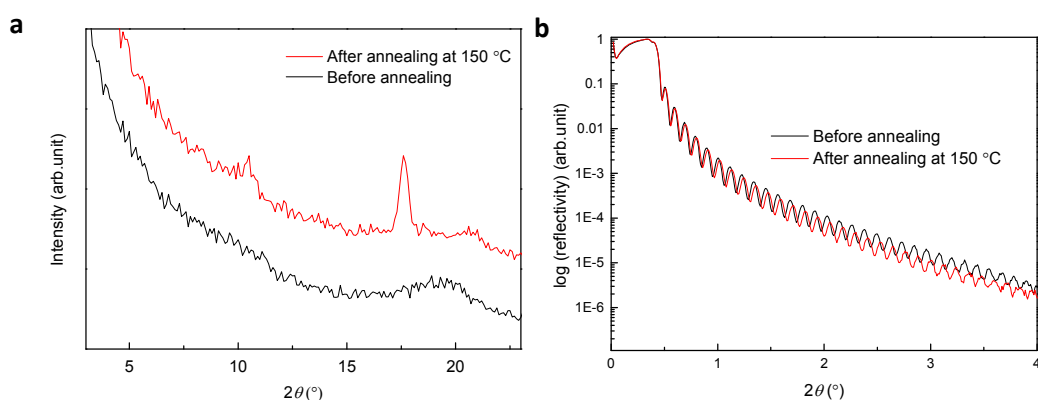 a
After annealing at 150 °C
Before annealing
Intensity (arb.unit)
5
10
15
20
2θ (°)
b
1
0.1
0.01
1E-3
1E-4
1E-5
1E-6
log (reflectivity) (arb.unit)
Before annealing
After annealing at 150 °C
0
1
2
3
4
2θ (°)